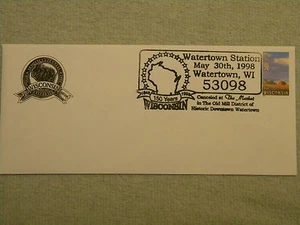 WISCONSIN
Watertown Station
May 30th, 1998
Watertown, WI
53098
150 Years
WISCONSIN
Canceled at The Market
in The Old Mill District of
Historic Downtown Watertown
WISCONSIN